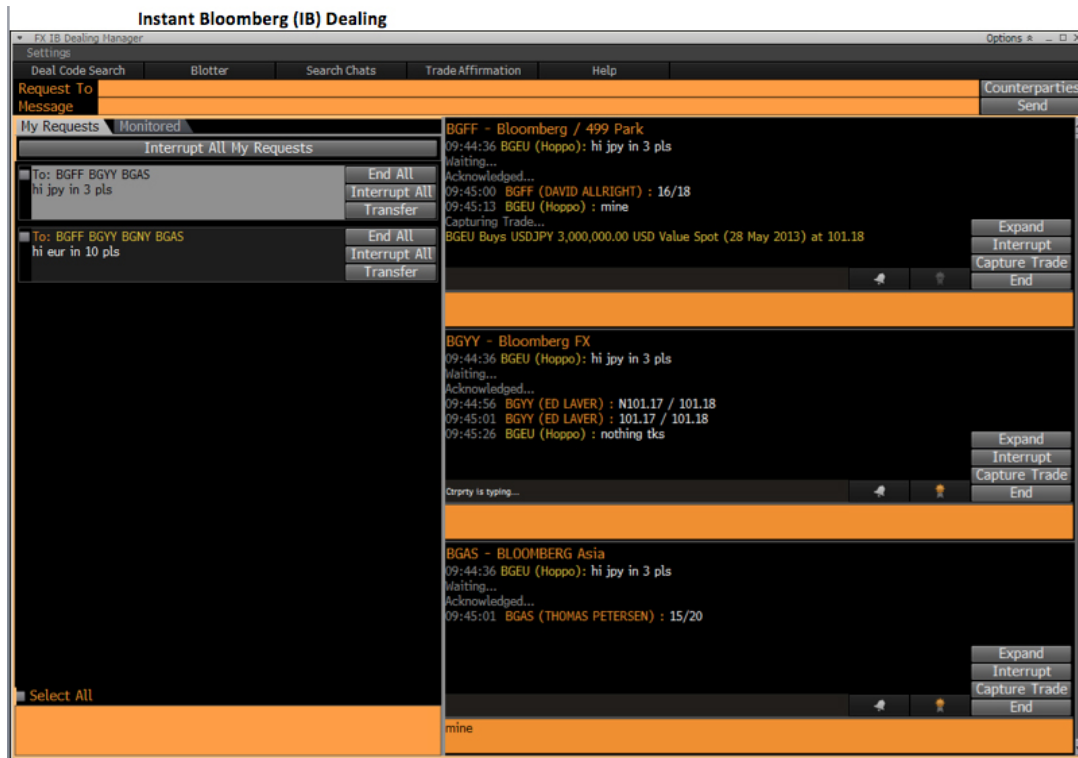 Instant Bloomberg (IB) Dealing
FX IB Dealing Manager
Options
Settings
Deal Code Search Blotter Search Chats Trade Affirmation Help
Request To
Counterparties
Message
Send
My Requests Monitored
Interrupt All My Requests
To: BGFF BGYY BGAS
hi jpy in 3 pls
End All
Interrupt All
Transfer
To: BGFF BGYY BGNY BGAS
hi eur in 10 pls
End All
Interrupt All
Transfer
Select All
BGFF - Bloomberg / 499 Park
09:44:36 BGEU (Hoppo): hi jpy in 3 pls
Waiting...
Acknowledged...
09:45:00 BGFF (DAVID ALLRIGHT) : 16/18
09:45:13 BGEU (Hoppo) : mine
Capturing Trade...
BGEU Buys USDJPY 3,000,000.00 USD Value Spot (28 May 2013) at 101.18
Expand
Interrupt
Capture Trade
End
BGYY - Bloomberg FX
09:44:36 BGEU (Hoppo): hi jpy in 3 pls
Waiting...
Acknowledged...
09:44:56 BGYY (ED LAVER) : N101.17 / 101.18
09:45:01 BGYY (ED LAVER) : 101.17 / 101.18
09:45:26 BGEU (Hoppo) : nothing tks
Expand
Interrupt
Capture Trade
Ctrprty is typing...
End
BGAS - BLOOMBERG Asia
09:44:36 BGEU (Hoppo): hi jpy in 3 pls
Waiting...
Acknowledged...
09:45:01 BGAS (THOMAS PETERSEN) : 15/20
Expand
Interrupt
Capture Trade
End
mine